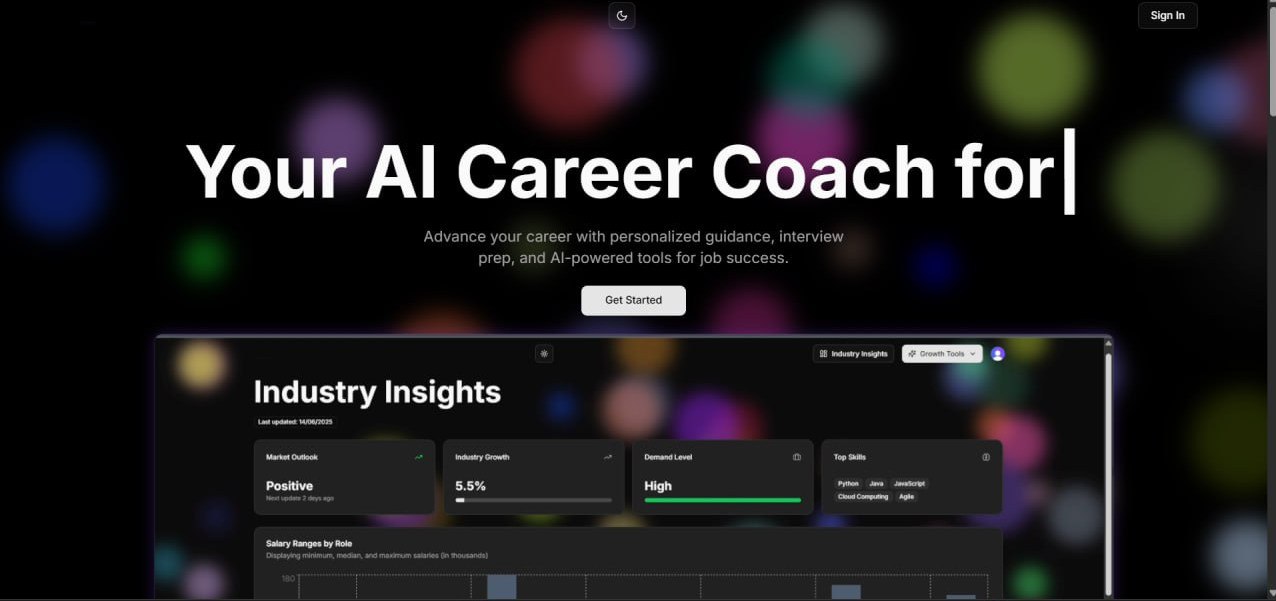 Sign In
Your AI Career Coach for
Advance your career with personalized guidance, interview
prep, and AI-powered tools for job success.
Get Started
Industry Insights
Growth Tools
Industry Insights
Last updated: 14/06/2025
Market Outlook
Positive
Next update 2 days ago
Industry Growth
5.5%
Demand Level
High
Top Skills
Python Java JavaScript
Cloud Computing Agile
Salary Ranges by Role
Displaying minimum, median, and maximum salaries (in thousands)
180